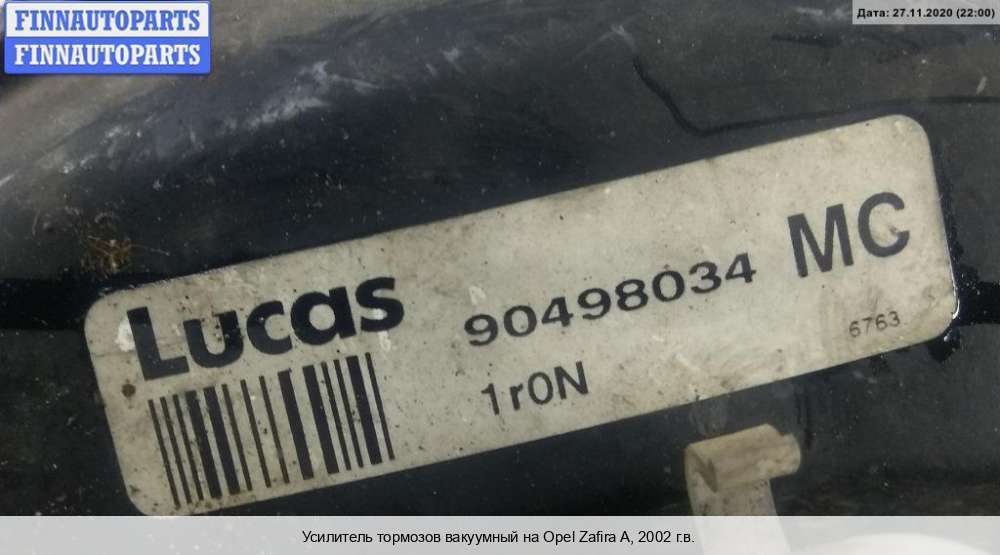 FINNAUTOPARTS
FINNAUTOPARTS
Дата: 27.11.2020 (22:00)
Lucas
90498034 MC
1r0N
6763
Усилитель тормозов вакуумный на Opel Zafira A, 2002 г.в.